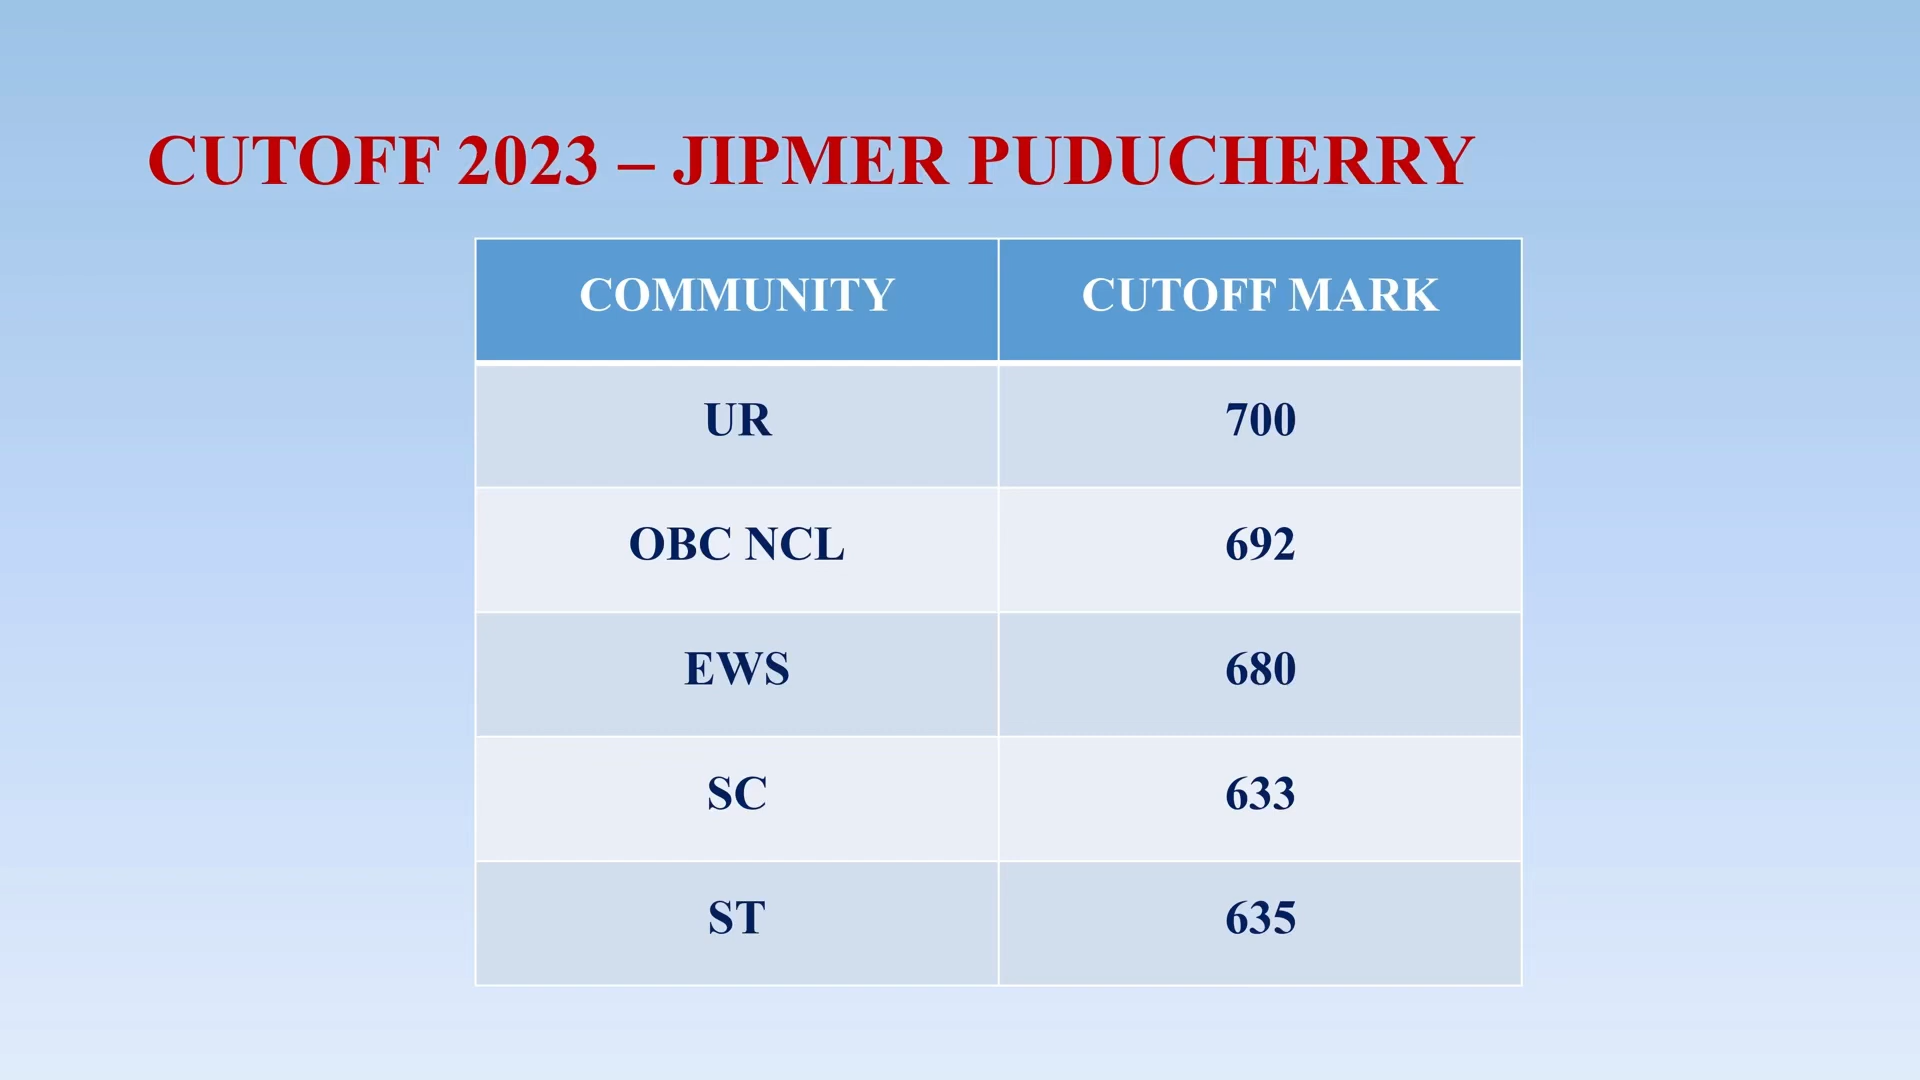 CUTOFF 2023 – JIPMER PUDUCHERRY
COMMUNITY CUTOFF MARK
UR 700
OBC NCL 692
EWS 680
SC 633
ST 635